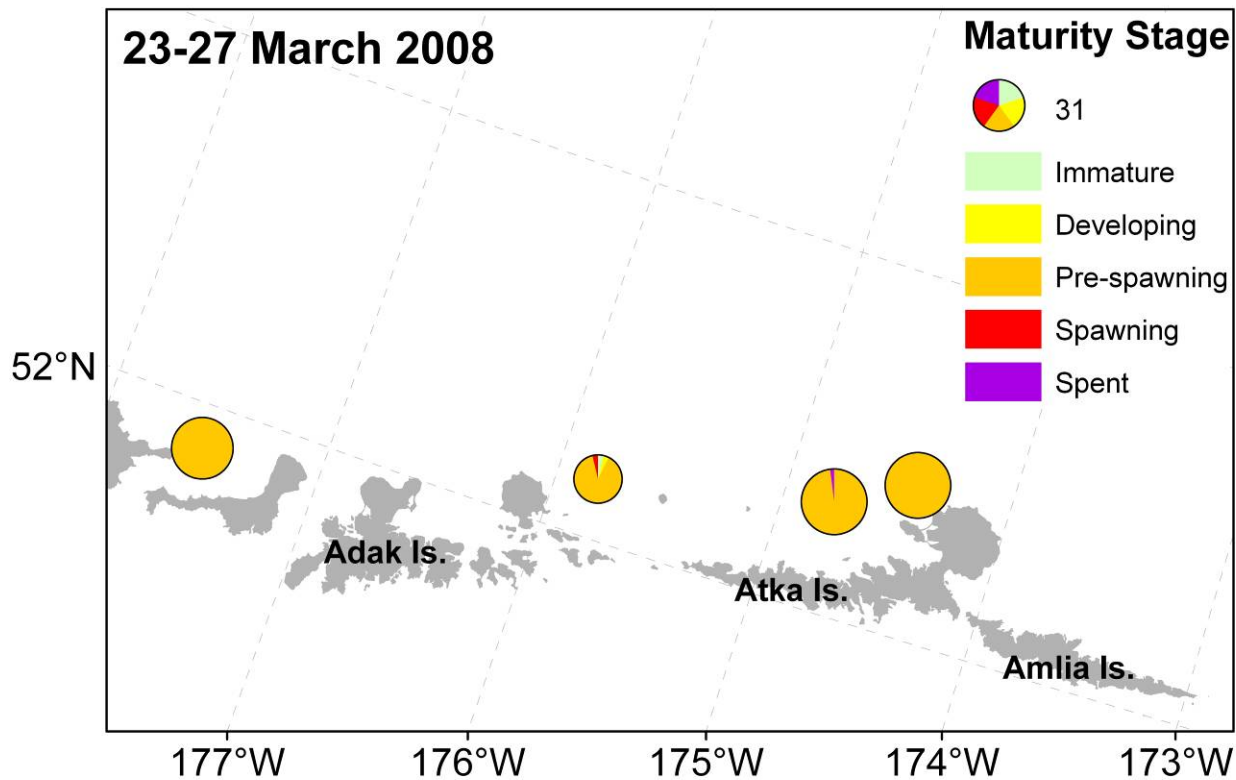 23-27 March 2008
Maturity Stage
31
Immature
Developing
Pre-spawning
Spawning
Spent
52°N
Adak Is.
Atka Is.
Amlia Is.
177°W 176°W 175°W 174°W 173°W